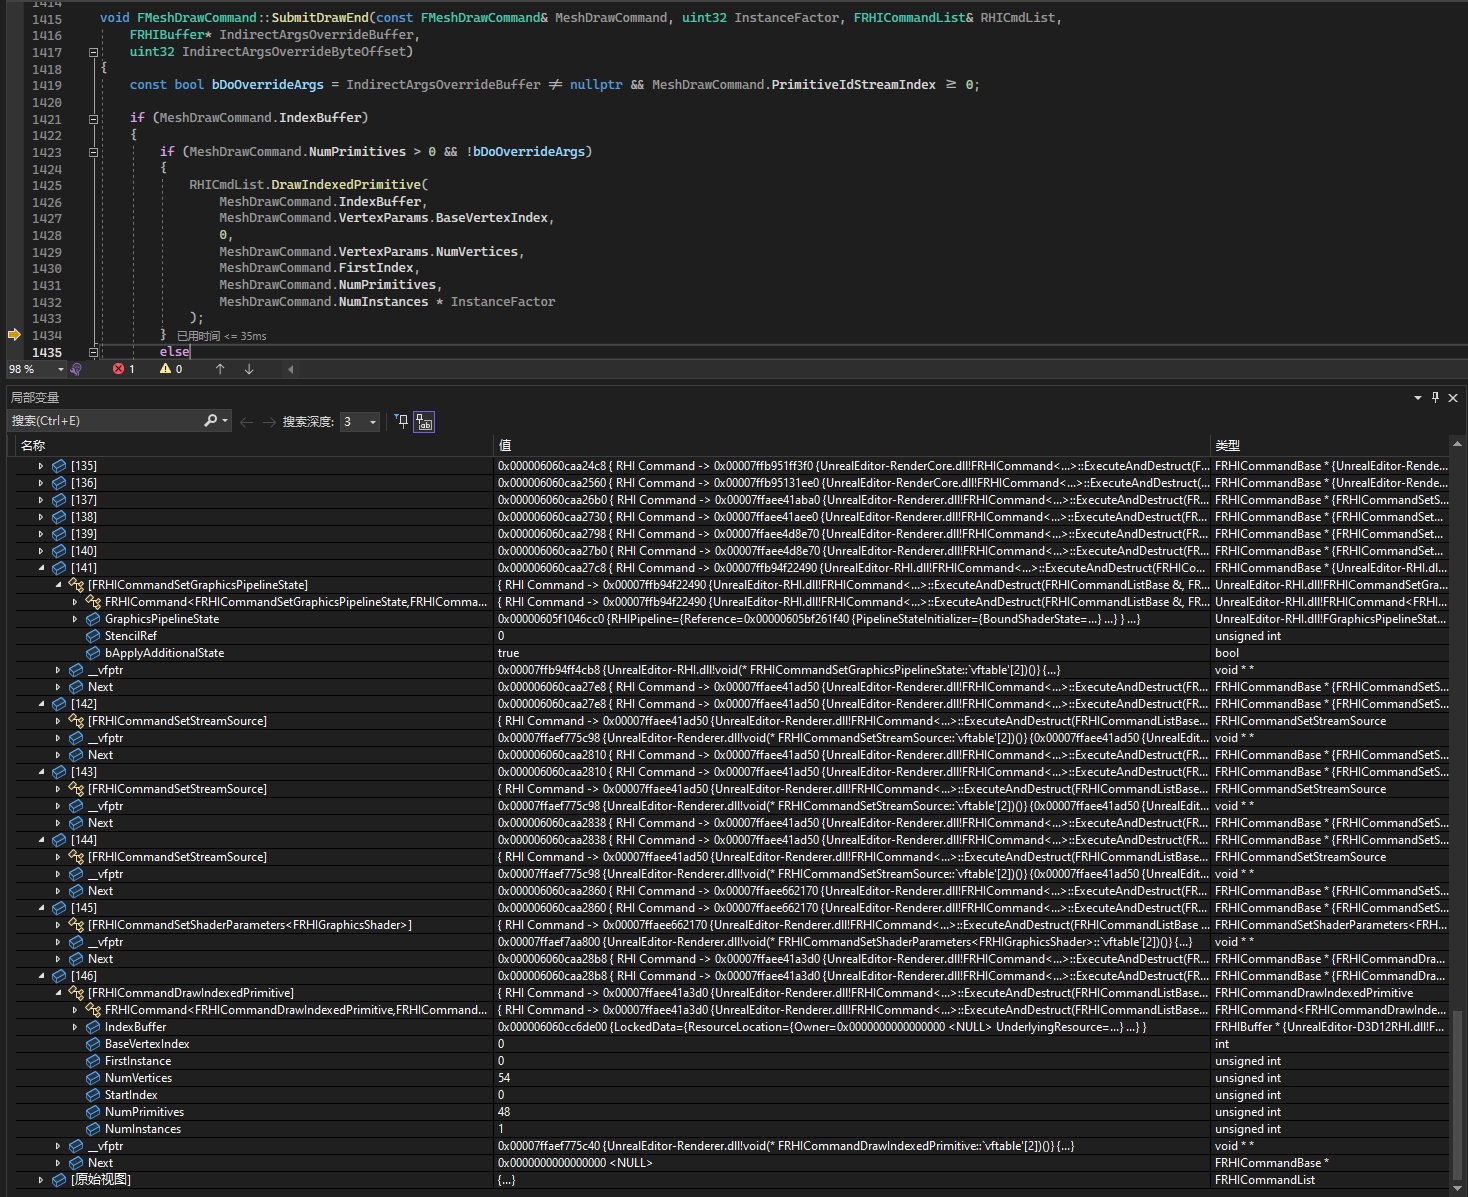 1414
1415 void FMeshDrawCommand::SubmitDrawEnd(const FMeshDrawCommand& MeshDrawCommand, uint32 InstanceFactor, FRHICommandList& RHICmdList,
1416 FRHIBuffer* IndirectArgsOverrideBuffer,
1417 uint32 IndirectArgsOverrideByteOffset)
1418 {
1419 const bool bDoOverrideArgs = IndirectArgsOverrideBuffer ≠ nullptr && MeshDrawCommand.PrimitiveIdStreamIndex ≥ 0;
1420
1421 if (MeshDrawCommand.IndexBuffer)
1422 {
1423 if (MeshDrawCommand.NumPrimitives > 0 && !bDoOverrideArgs)
1424 {
1425 RHICmdList.DrawIndexedPrimitive(
1426 MeshDrawCommand.IndexBuffer,
1427 MeshDrawCommand.VertexParams.BaseVertexIndex,
1428 0,
1429 MeshDrawCommand.VertexParams.NumVertices,
1430 MeshDrawCommand.FirstIndex,
1431 MeshDrawCommand.NumPrimitives,
1432 MeshDrawCommand.NumInstances * InstanceFactor
1433 );
1434 } 已用时间 <= 35ms
1435 else
98 % 1 0
局部变量
搜索(Ctrl+E) 搜索深度: 3
名称 值 类型
[135] 0x000006060caa24c8 { RHI Command -> 0x00007ffb951ff3f0 {UnrealEditor-RenderCore.dll!FRHICommand<...>::ExecuteAndDestruct(F... FRHICommandBase * {UnrealEditor-Rende...
[136] 0x000006060caa2560 { RHI Command -> 0x00007ffb95131ee0 {UnrealEditor-RenderCore.dll!FRHICommand<...>::ExecuteAndDestruct(... FRHICommandBase * {UnrealEditor-Rende...
[137] 0x000006060caa26b0 { RHI Command -> 0x00007ffaee41aba0 {UnrealEditor-Renderer.dll!FRHICommand<...>::ExecuteAndDestruct(FR... FRHICommandBase * {FRHICommandSetS...
[138] 0x000006060caa2730 { RHI Command -> 0x00007ffaee41aee0 {UnrealEditor-Renderer.dll!FRHICommand<...>::ExecuteAndDestruct(FR... FRHICommandBase * {FRHICommandSet...
[139] 0x000006060caa2798 { RHI Command -> 0x00007ffaee4d8e70 {UnrealEditor-Renderer.dll!FRHICommand<...>::ExecuteAndDestruct(FR... FRHICommandBase * {FRHICommandSet...
[140] 0x000006060caa27b0 { RHI Command -> 0x00007ffaee4d8e70 {UnrealEditor-Renderer.dll!FRHICommand<...>::ExecuteAndDestruct(FR... FRHICommandBase * {FRHICommandSet...
[141] 0x000006060caa27c8 { RHI Command -> 0x00007ffb94f22490 {UnrealEditor-RHI.dll!FRHICommand<...>::ExecuteAndDestruct(FRHICo... FRHICommandBase * {UnrealEditor-RHI.d...
[FRHICommandSetGraphicsPipelineState] { RHI Command -> 0x00007ffb94f22490 {UnrealEditor-RHI.dll!FRHICommand<...>::ExecuteAndDestruct(FRHICommandListBase &, FR... UnrealEditor-RHI.dll!FRHICommandSetGra...
FRHICommand<FRHICommandSetGraphicsPipelineState,FRHIComma... { RHI Command -> 0x00007ffb94f22490 {UnrealEditor-RHI.dll!FRHICommand<...>::ExecuteAndDestruct(FRHICommandListBase &, FR... UnrealEditor-RHI.dll!FRHICommand<FRHI...
GraphicsPipelineState 0x00000605f1046cc0 {RHIPipeline={Reference=0x00000605bf261f40 {PipelineStateInitializer={BoundShaderState=...} ...} } ...} UnrealEditor-RHI.dll!FGraphicsPipelineStat...
StencilRef 0 unsigned int
bApplyAdditionalState true bool
__vfptr 0x00007ffb94ff4cb8 {UnrealEditor-RHI.dll!void(* FRHICommandSetGraphicsPipelineState::`vftable'[2])()} {...} void * *
Next 0x000006060caa27e8 { RHI Command -> 0x00007ffaee41ad50 {UnrealEditor-Renderer.dll!FRHICommand<...>::ExecuteAndDestruct(FR... FRHICommandBase * {FRHICommandSetS...
[142] 0x000006060caa27e8 { RHI Command -> 0x00007ffaee41ad50 {UnrealEditor-Renderer.dll!FRHICommand<...>::ExecuteAndDestruct(FR... FRHICommandBase * {FRHICommandSetS...
[FRHICommandSetStreamSource] { RHI Command -> 0x00007ffaee41ad50 {UnrealEditor-Renderer.dll!FRHICommand<...>::ExecuteAndDestruct(FRHICommandListBase... FRHICommandSetStreamSource
__vfptr 0x00007ffaef775c98 {UnrealEditor-Renderer.dll!void(* FRHICommandSetStreamSource::`vftable'[2])()} {0x00007ffaee41ad50 {UnrealEdit... void * *
Next 0x000006060caa2810 { RHI Command -> 0x00007ffaee41ad50 {UnrealEditor-Renderer.dll!FRHICommand<...>::ExecuteAndDestruct(FR... FRHICommandBase * {FRHICommandSetS...
[143] 0x000006060caa2810 { RHI Command -> 0x00007ffaee41ad50 {UnrealEditor-Renderer.dll!FRHICommand<...>::ExecuteAndDestruct(FR... FRHICommandBase * {FRHICommandSetS...
[FRHICommandSetStreamSource] { RHI Command -> 0x00007ffaee41ad50 {UnrealEditor-Renderer.dll!FRHICommand<...>::ExecuteAndDestruct(FRHICommandListBase... FRHICommandSetStreamSource
__vfptr 0x00007ffaef775c98 {UnrealEditor-Renderer.dll!void(* FRHICommandSetStreamSource::`vftable'[2])()} {0x00007ffaee41ad50 {UnrealEdit... void * *
Next 0x000006060caa2838 { RHI Command -> 0x00007ffaee41ad50 {UnrealEditor-Renderer.dll!FRHICommand<...>::ExecuteAndDestruct(FR... FRHICommandBase * {FRHICommandSetS...
[144] 0x000006060caa2838 { RHI Command -> 0x00007ffaee41ad50 {UnrealEditor-Renderer.dll!FRHICommand<...>::ExecuteAndDestruct(FR... FRHICommandBase * {FRHICommandSetS...
[FRHICommandSetStreamSource] { RHI Command -> 0x00007ffaee41ad50 {UnrealEditor-Renderer.dll!FRHICommand<...>::ExecuteAndDestruct(FRHICommandListBase... FRHICommandSetStreamSource
__vfptr 0x00007ffaef775c98 {UnrealEditor-Renderer.dll!void(* FRHICommandSetStreamSource::`vftable'[2])()} {0x00007ffaee41ad50 {UnrealEdit... void * *
Next 0x000006060caa2860 { RHI Command -> 0x00007ffaee662170 {UnrealEditor-Renderer.dll!FRHICommand<...>::ExecuteAndDestruct(FR... FRHICommandBase * {FRHICommandSetS...
[145] 0x000006060caa2860 { RHI Command -> 0x00007ffaee662170 {UnrealEditor-Renderer.dll!FRHICommand<...>::ExecuteAndDestruct(FR... FRHICommandBase * {FRHICommandSetS...
[FRHICommandSetShaderParameters<FRHIGraphicsShader>] { RHI Command -> 0x00007ffaee662170 {UnrealEditor-Renderer.dll!FRHICommand<...>::ExecuteAndDestruct(FRHICommandListBase ... FRHICommandSetShaderParameters<FRH...
__vfptr 0x00007ffaef7aa800 {UnrealEditor-Renderer.dll!void(* FRHICommandSetShaderParameters<FRHIGraphicsShader>::`vftable'[2])()} {...} void * *
Next 0x000006060caa28b8 { RHI Command -> 0x00007ffaee41a3d0 {UnrealEditor-Renderer.dll!FRHICommand<...>::ExecuteAndDestruct(FR... FRHICommandBase * {FRHICommandDra...
[146] 0x000006060caa28b8 { RHI Command -> 0x00007ffaee41a3d0 {UnrealEditor-Renderer.dll!FRHICommand<...>::ExecuteAndDestruct(FR... FRHICommandBase * {FRHICommandDra...
[FRHICommandDrawIndexedPrimitive] { RHI Command -> 0x00007ffaee41a3d0 {UnrealEditor-Renderer.dll!FRHICommand<...>::ExecuteAndDestruct(FRHICommandListBase... FRHICommandDrawIndexedPrimitive
FRHICommand<FRHICommandDrawIndexedPrimitive,FRHICommand... { RHI Command -> 0x00007ffaee41a3d0 {UnrealEditor-Renderer.dll!FRHICommand<...>::ExecuteAndDestruct(FRHICommandListBase... FRHICommand<FRHICommandDrawInde...
IndexBuffer 0x000006060cc6de00 {LockedData={ResourceLocation={Owner=0x0000000000000000 <NULL> UnderlyingResource=...} ...} } FRHIBuffer * {UnrealEditor-D3D12RHI.dll!F...
BaseVertexIndex 0 int
FirstInstance 0 unsigned int
NumVertices 54 unsigned int
StartIndex 0 unsigned int
NumPrimitives 48 unsigned int
NumInstances 1 unsigned int
__vfptr 0x00007ffaef775c40 {UnrealEditor-Renderer.dll!void(* FRHICommandDrawIndexedPrimitive::`vftable'[2])()} {...} void * *
Next 0x0000000000000000 <NULL> FRHICommandBase *
[原始视图] {...} FRHICommandList